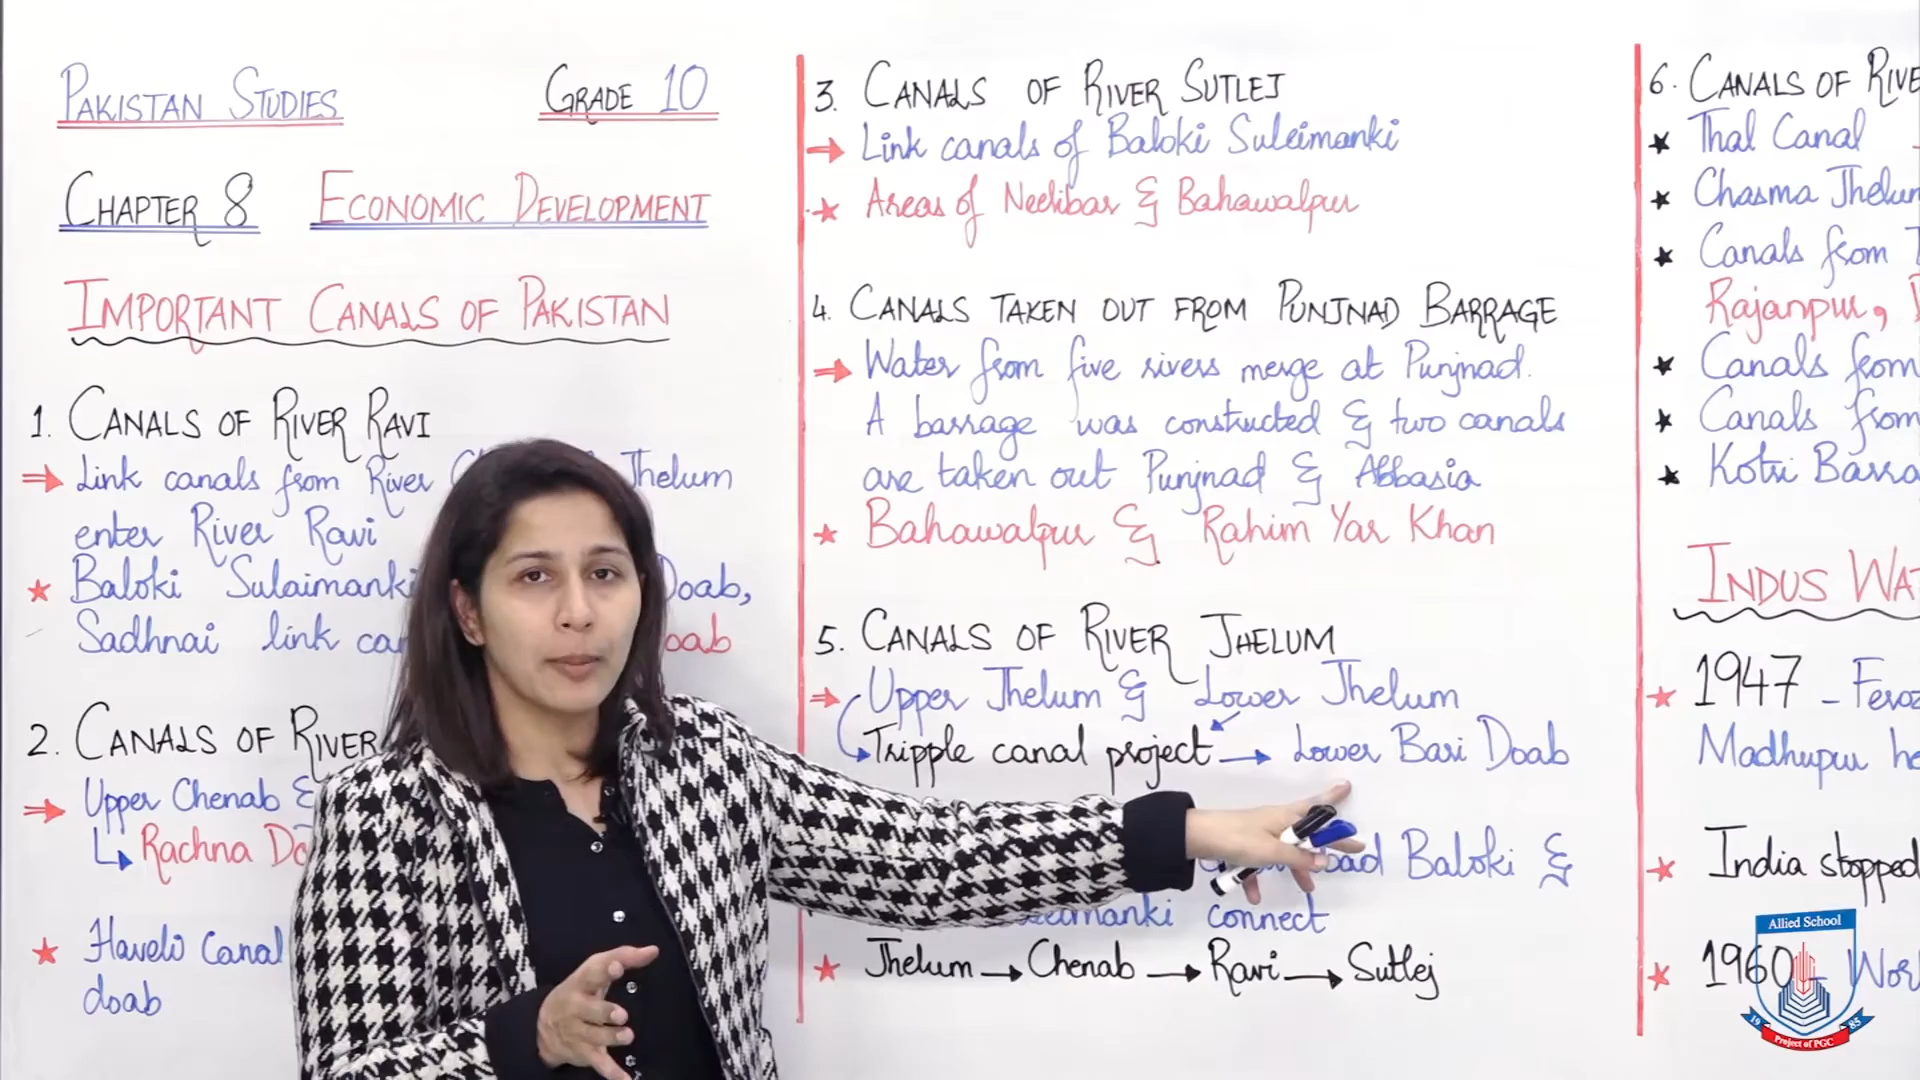 PAKISTAN STUDIES
GRADE 10
CHAPTER 8 ECONOMIC DEVELOPMENT
IMPORTANT CANALS OF PAKISTAN
1. CANALS OF RIVER RAVI
⇒ Link canals from River Jhelum
enter River Ravi
★ Baloki Sulaimanki Doab,
Sadhnai link
2. CANALS OF RIVER
⇒ Upper Chenab &
Rachna
★ Haveli Canal
doab
3. CANALS OF RIVER SUTLEJ
⇒ Link canals of Baloki Suleimanki
★ Areas of Neelibar & Bahawalpur
4. CANALS TAKEN OUT FROM PUNJNAD BARRAGE
⇒ Water from five rivers merge at Punjnad.
A barrage was constructed & two canals
are taken out Punjnad & Abbasia
★ Bahawalpur & Rahim Yar Khan
5. CANALS OF RIVER JHELUM
⇒ Upper Jhelum & Lower Jhelum
Tripple canal project → Lower Bari Doab
Baloki &
connect
★ Jhelum → Chenab → Ravi → Sutlej
6. CANALS OF
★ Thal Canal
★ Chasma
★ Canals from
Rajanpur,
★ Canals from
★ Canals from
★ Kotri
INDUS
★ 1947 -
Madhupur
★ India stopped
★ 1960 -
Allied School
19 85
Project of PGC